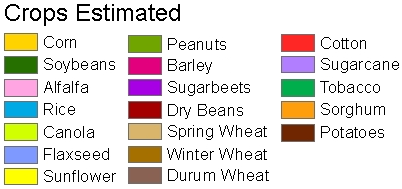 Crops Estimated
Corn
Soybeans
Alfalfa
Rice
Canola
Flaxseed
Sunflower
Peanuts
Barley
Sugarbeets
Dry Beans
Spring Wheat
Winter Wheat
Durum Wheat
Cotton
Sugarcane
Tobacco
Sorghum
Potatoes